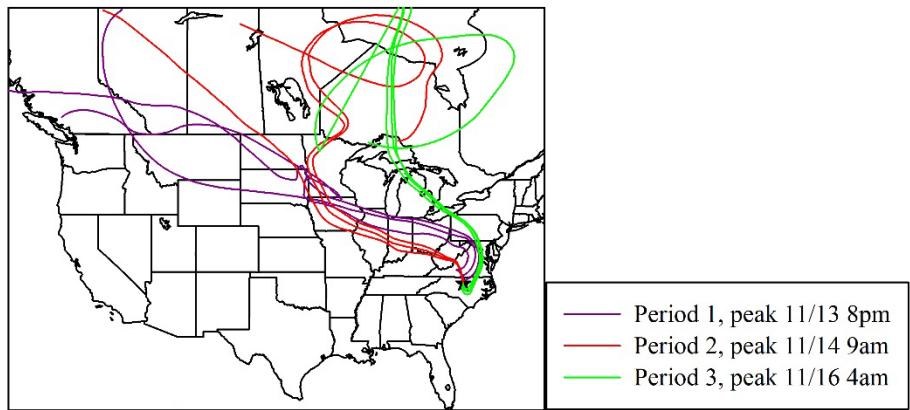 Period 1, peak 11/13 8pm
Period 2, peak 11/14 9am
Period 3, peak 11/16 4am